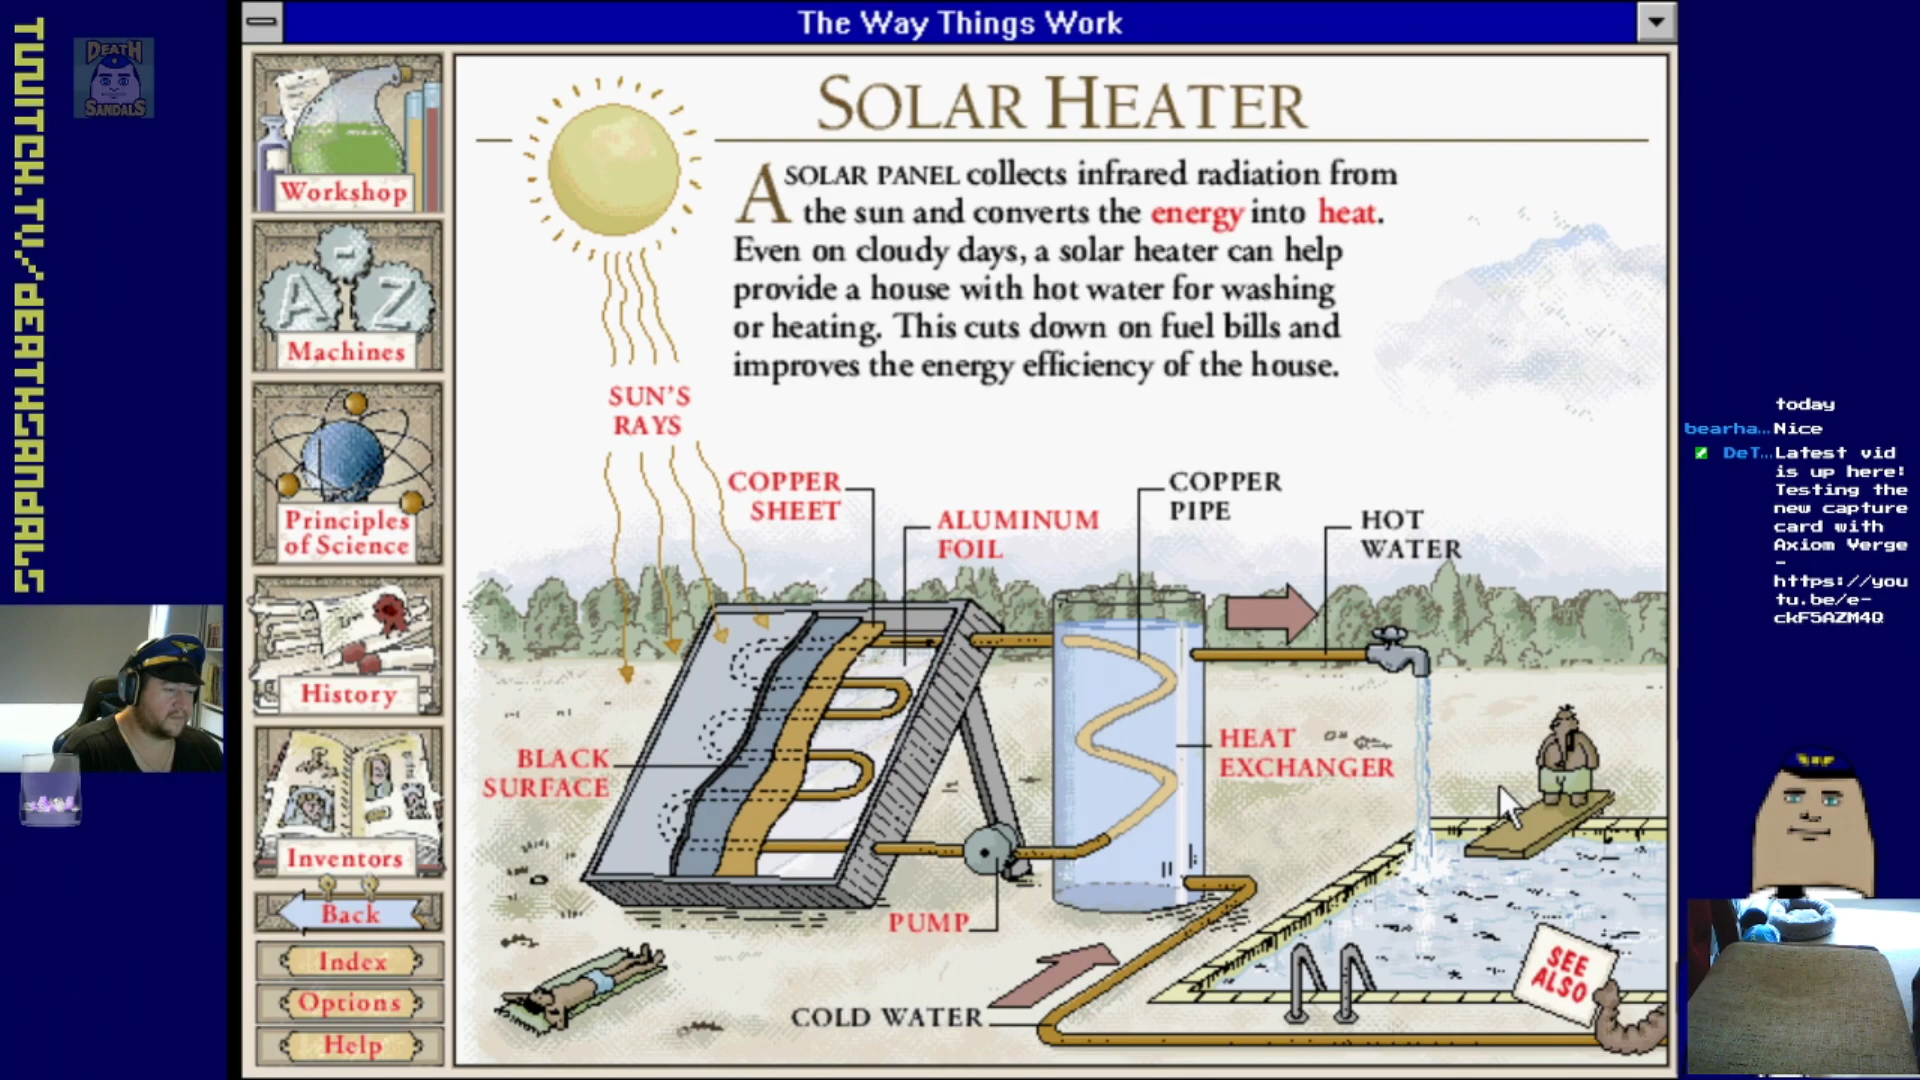 TWITCH.TV/DEATHSANDALS
DEATH
SANDALS
The Way Things Work
Workshop
A - Z
Machines
Principles
of Science
History
Inventors
Back
Index
Options
Help
SOLAR HEATER
A SOLAR PANEL collects infrared radiation from
the sun and converts the energy into heat.
Even on cloudy days, a solar heater can help
provide a house with hot water for washing
or heating. This cuts down on fuel bills and
improves the energy efficiency of the house.
SUN'S
RAYS
COPPER
SHEET
ALUMINUM
FOIL
COPPER
PIPE
HOT
WATER
BLACK
SURFACE
HEAT
EXCHANGER
PUMP
COLD WATER
SEE
ALSO
today
bearha...Nice
DeT...Latest vid
is up here:
Testing the
new capture
card with
Axiom Verge
-
https://you
tu.be/e-
ckF5AZM4Q